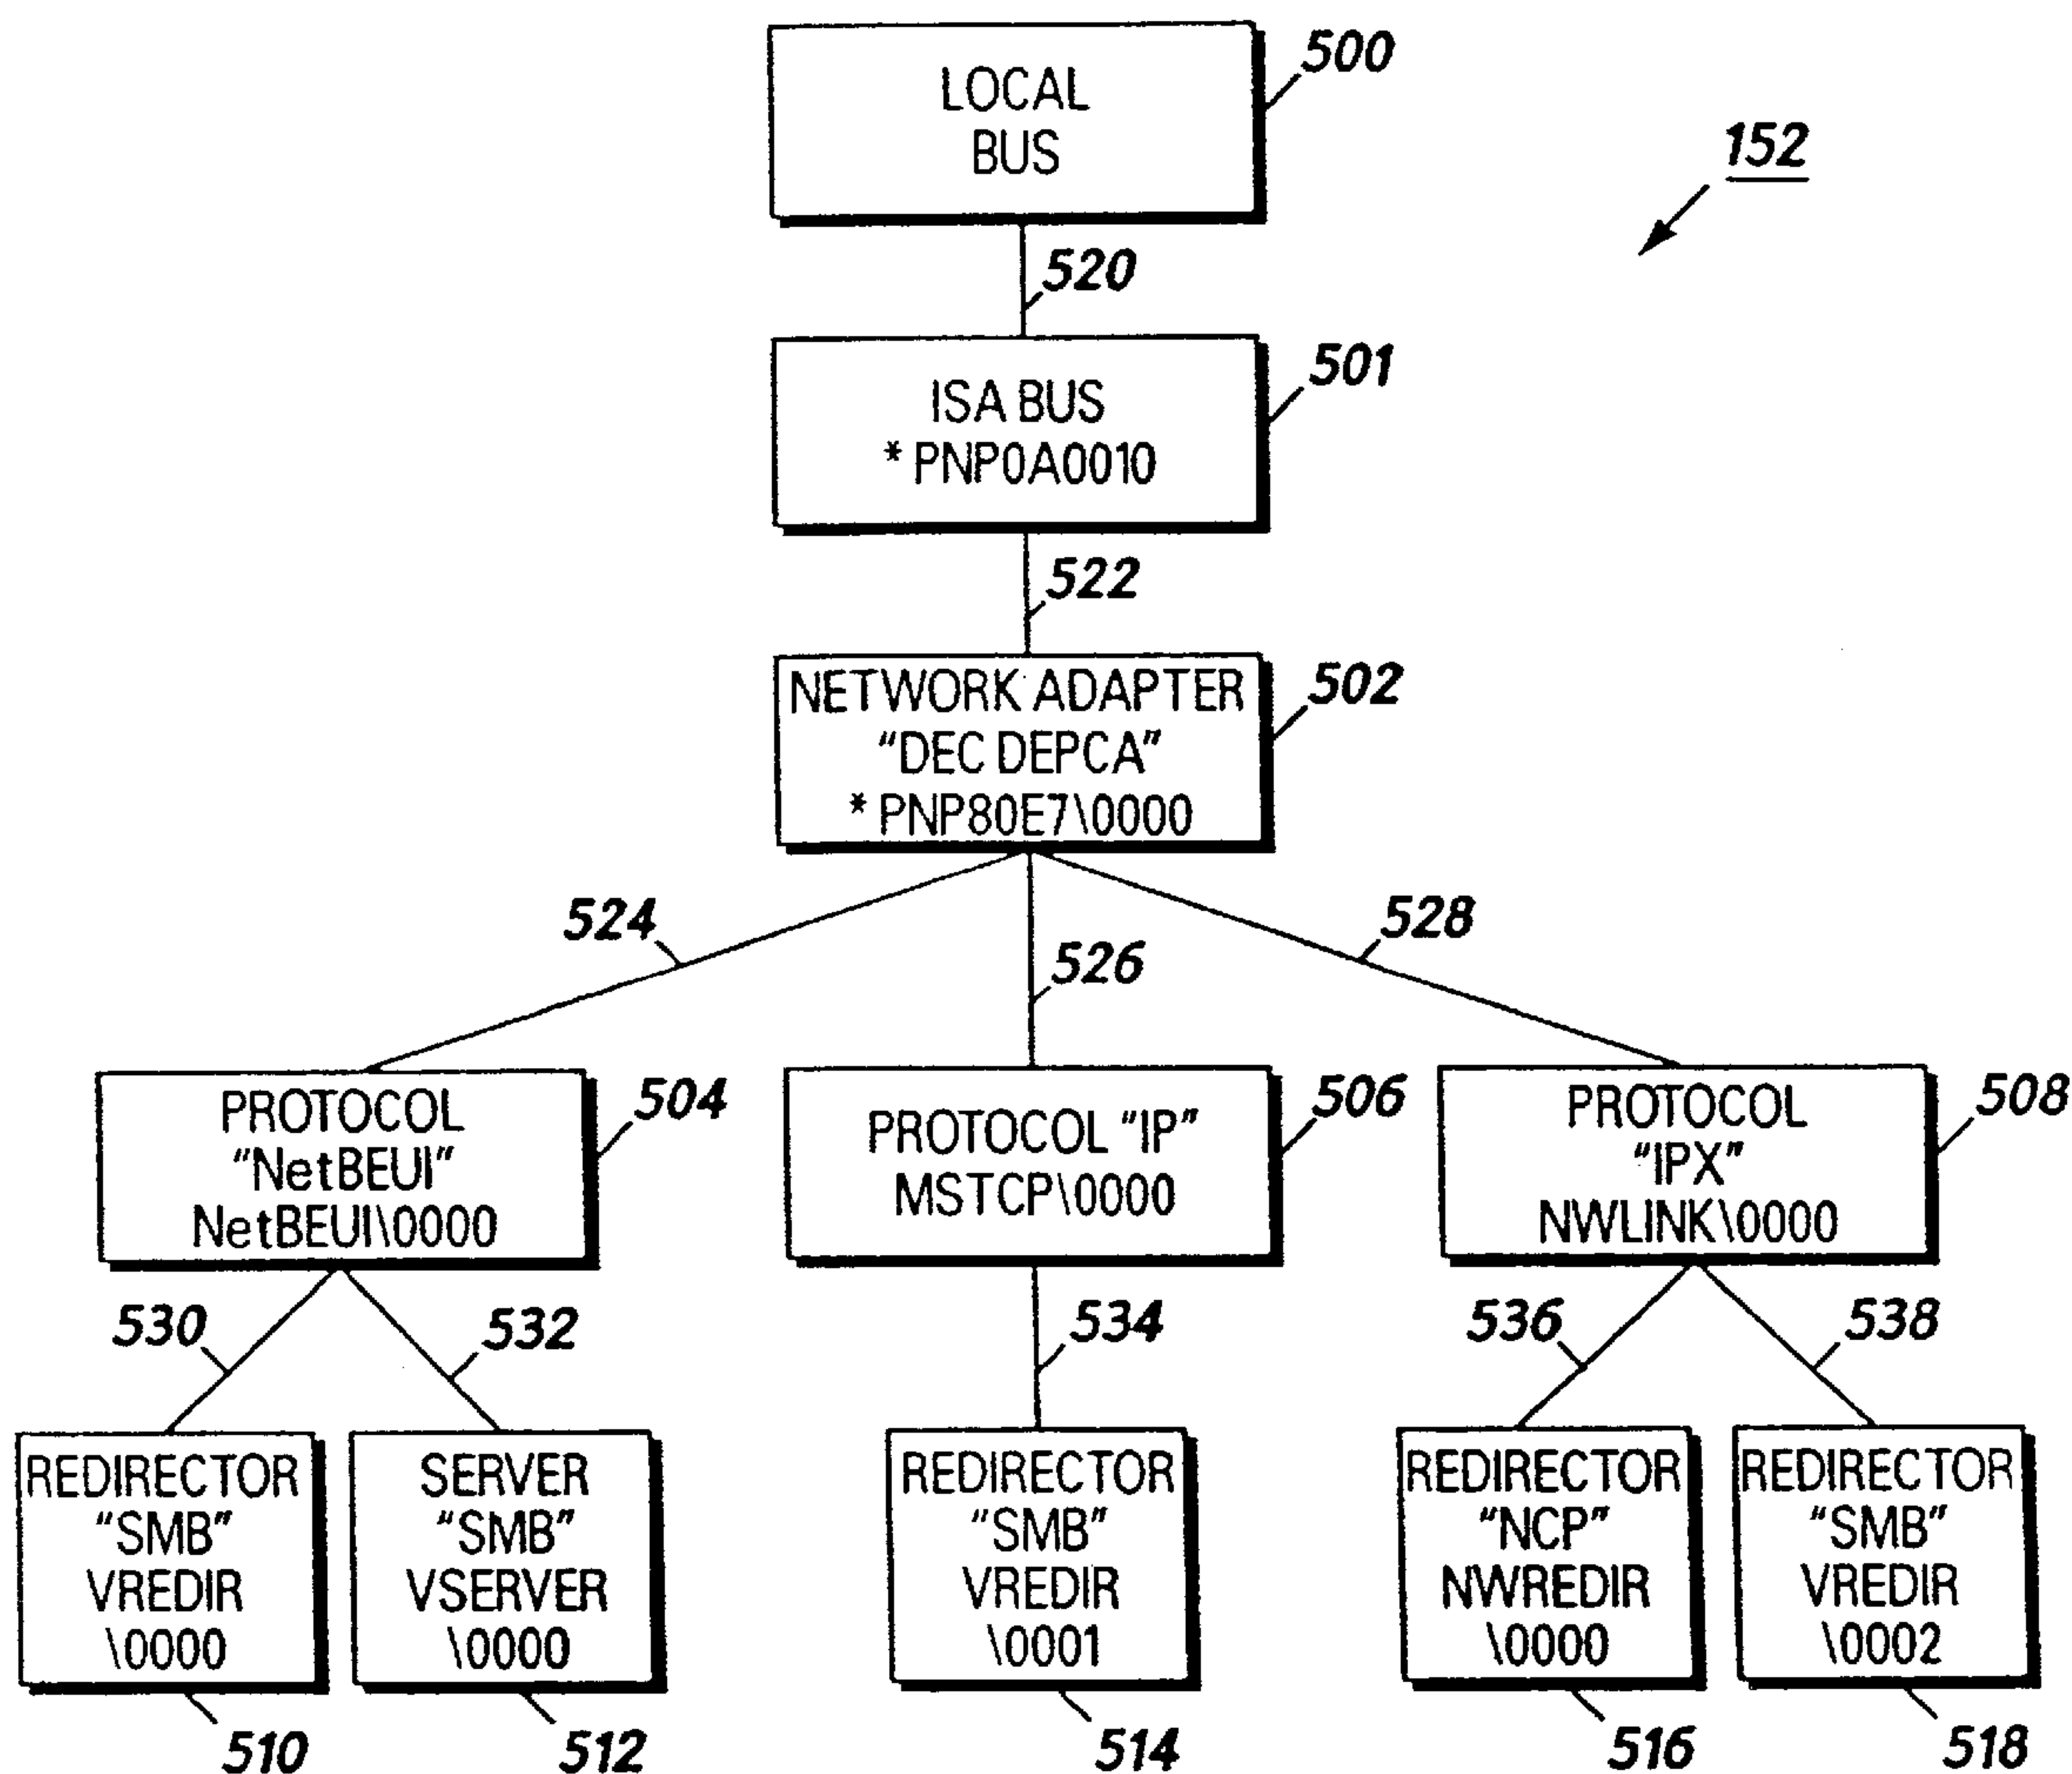 500
LOCAL
BUS
152
520
501
ISA BUS
* PNP0A0010
522
502
NETWORK ADAPTER
"DEC DEPCA"
* PNP80E7\0000
524
526
528
504
PROTOCOL
"NetBEUI"
NetBEUI\0000
506
PROTOCOL "IP"
MSTCP\0000
508
PROTOCOL
"IPX"
NWLINK\0000
530
532
534
536
538
REDIRECTOR
"SMB"
VREDIR
\0000
SERVER
"SMB"
VSERVER
\0000
REDIRECTOR
"SMB"
VREDIR
\0001
REDIRECTOR
"NCP"
NWREDIR
\0000
REDIRECTOR
"SMB"
VREDIR
\0002
510
512
514
516
518